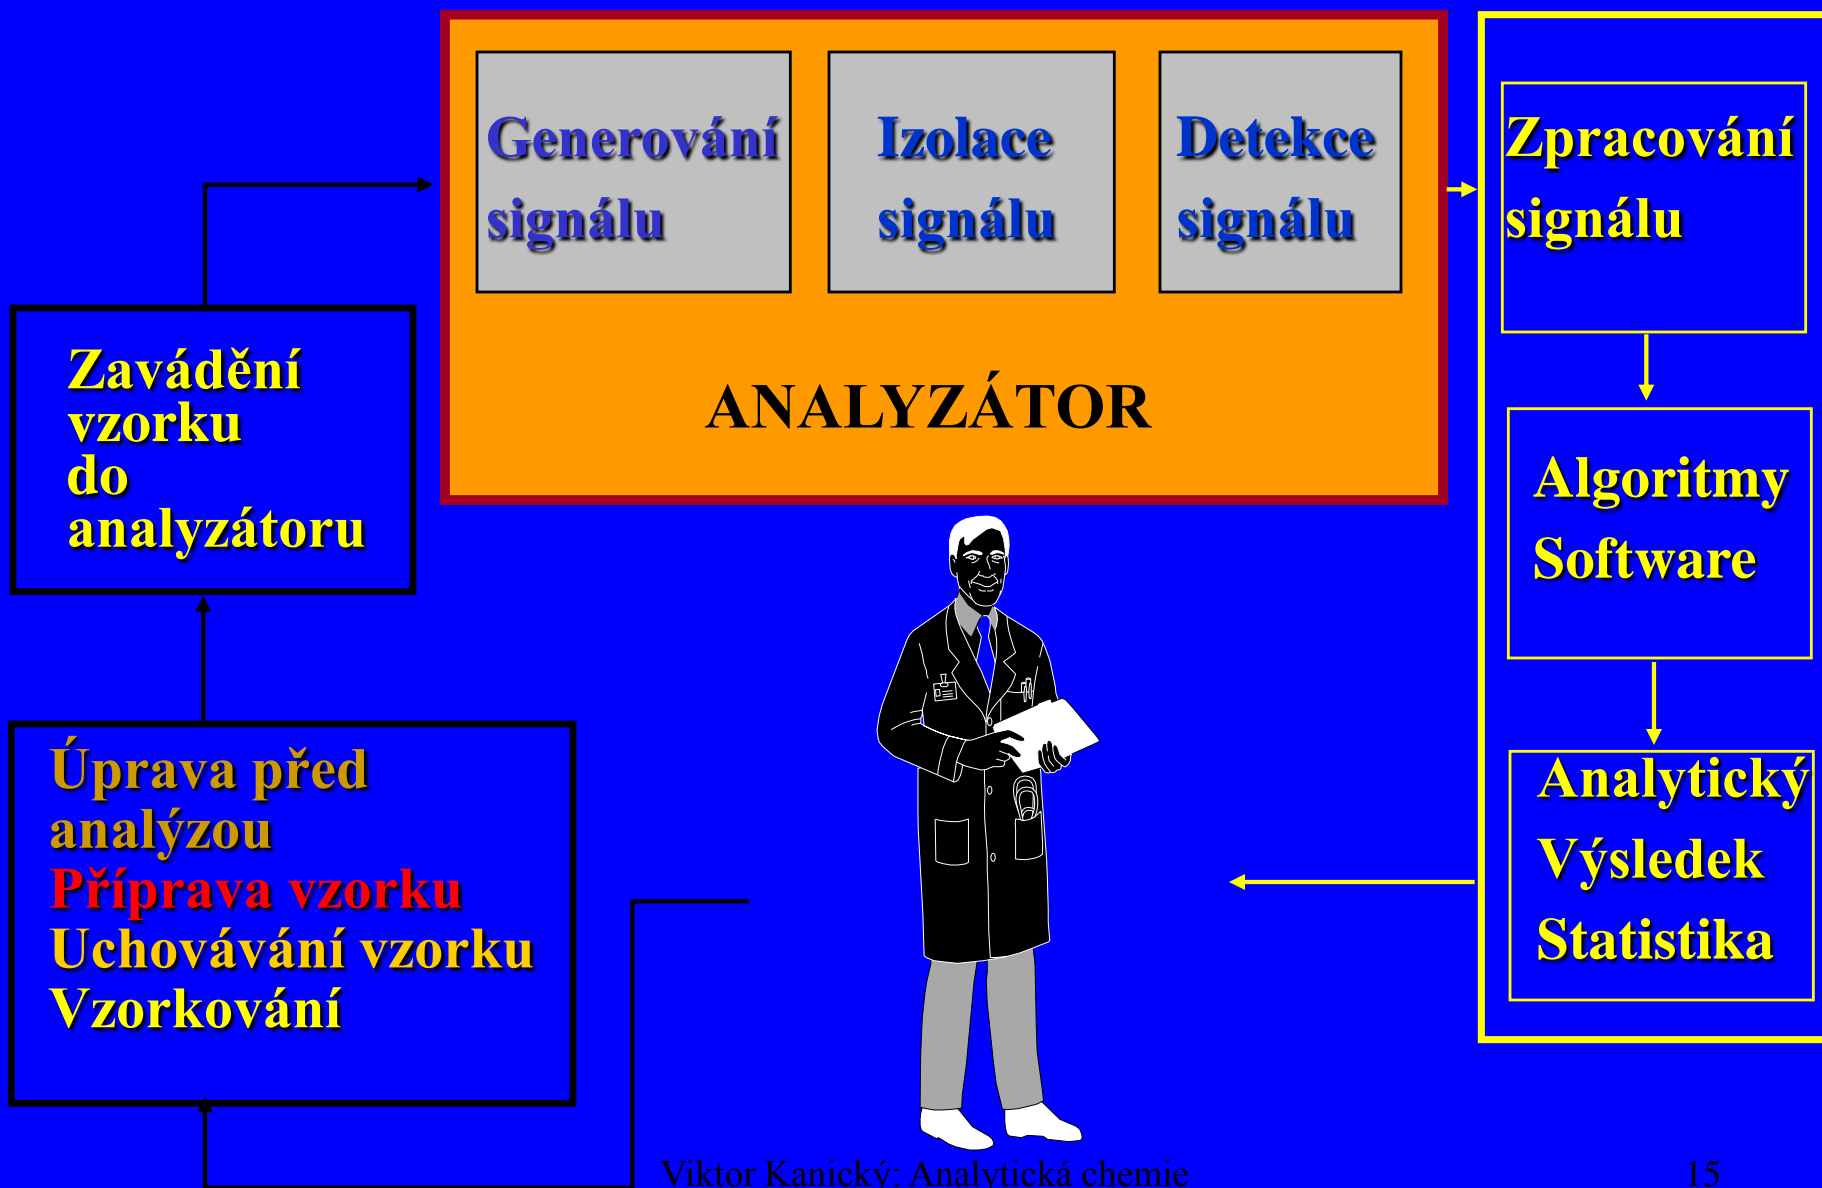 Generování
signálu
Izolace
signálu
Detekce
signálu
ANALYZÁTOR
Zpracování
signálu
Algoritmy
Software
Analytický
Výsledek
Statistika
Zavádění
vzorku
do
analyzátoru
Úprava před
analýzou
Příprava vzorku
Uchovávání vzorku
Vzorkování
Viktor Kanický: Analytická chemie
15